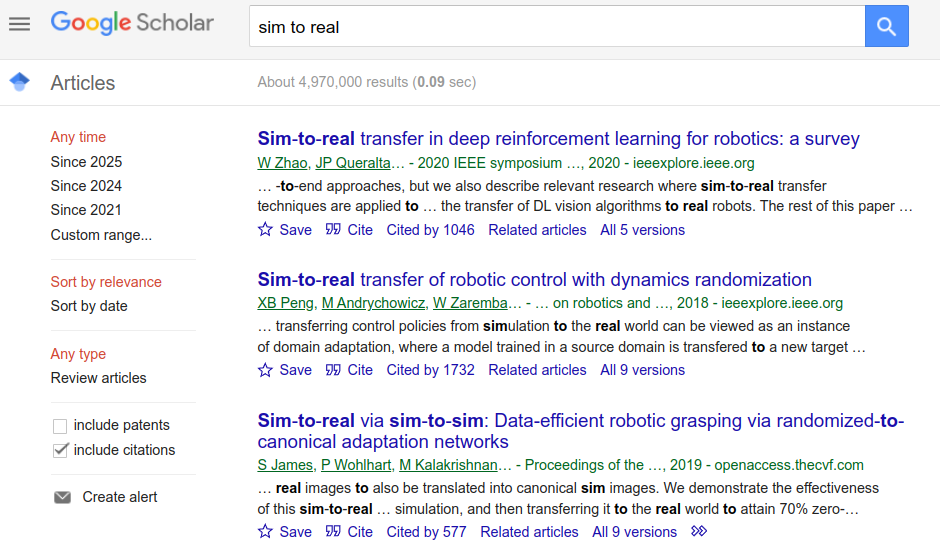 Google Scholar
sim to real
Articles
About 4,970,000 results (0.09 sec)
Any time
Since 2025
Since 2024
Since 2021
Custom range...
Sort by relevance
Sort by date
Any type
Review articles
include patents
include citations
Create alert
Sim-to-real transfer in deep reinforcement learning for robotics: a survey
W Zhao, JP Queralta… - 2020 IEEE symposium …, 2020 - ieeexplore.ieee.org
… -to-end approaches, but we also describe relevant research where sim-to-real transfer
techniques are applied to … the transfer of DL vision algorithms to real robots. The rest of this paper …
Save Cite Cited by 1046 Related articles All 5 versions
Sim-to-real transfer of robotic control with dynamics randomization
XB Peng, M Andrychowicz, W Zaremba… - … on robotics and …, 2018 - ieeexplore.ieee.org
… transferring control policies from simulation to the real world can be viewed as an instance
of domain adaptation, where a model trained in a source domain is transfered to a new target …
Save Cite Cited by 1732 Related articles All 9 versions
Sim-to-real via sim-to-sim: Data-efficient robotic grasping via randomized-to-
canonical adaptation networks
S James, P Wohlhart, M Kalakrishnan… - Proceedings of the …, 2019 - openaccess.thecvf.com
… real images to also be translated into canonical sim images. We demonstrate the effectiveness
of this sim-to-real … simulation, and then transferring it to the real world to attain 70% zero-…
Save Cite Cited by 577 Related articles All 9 versions